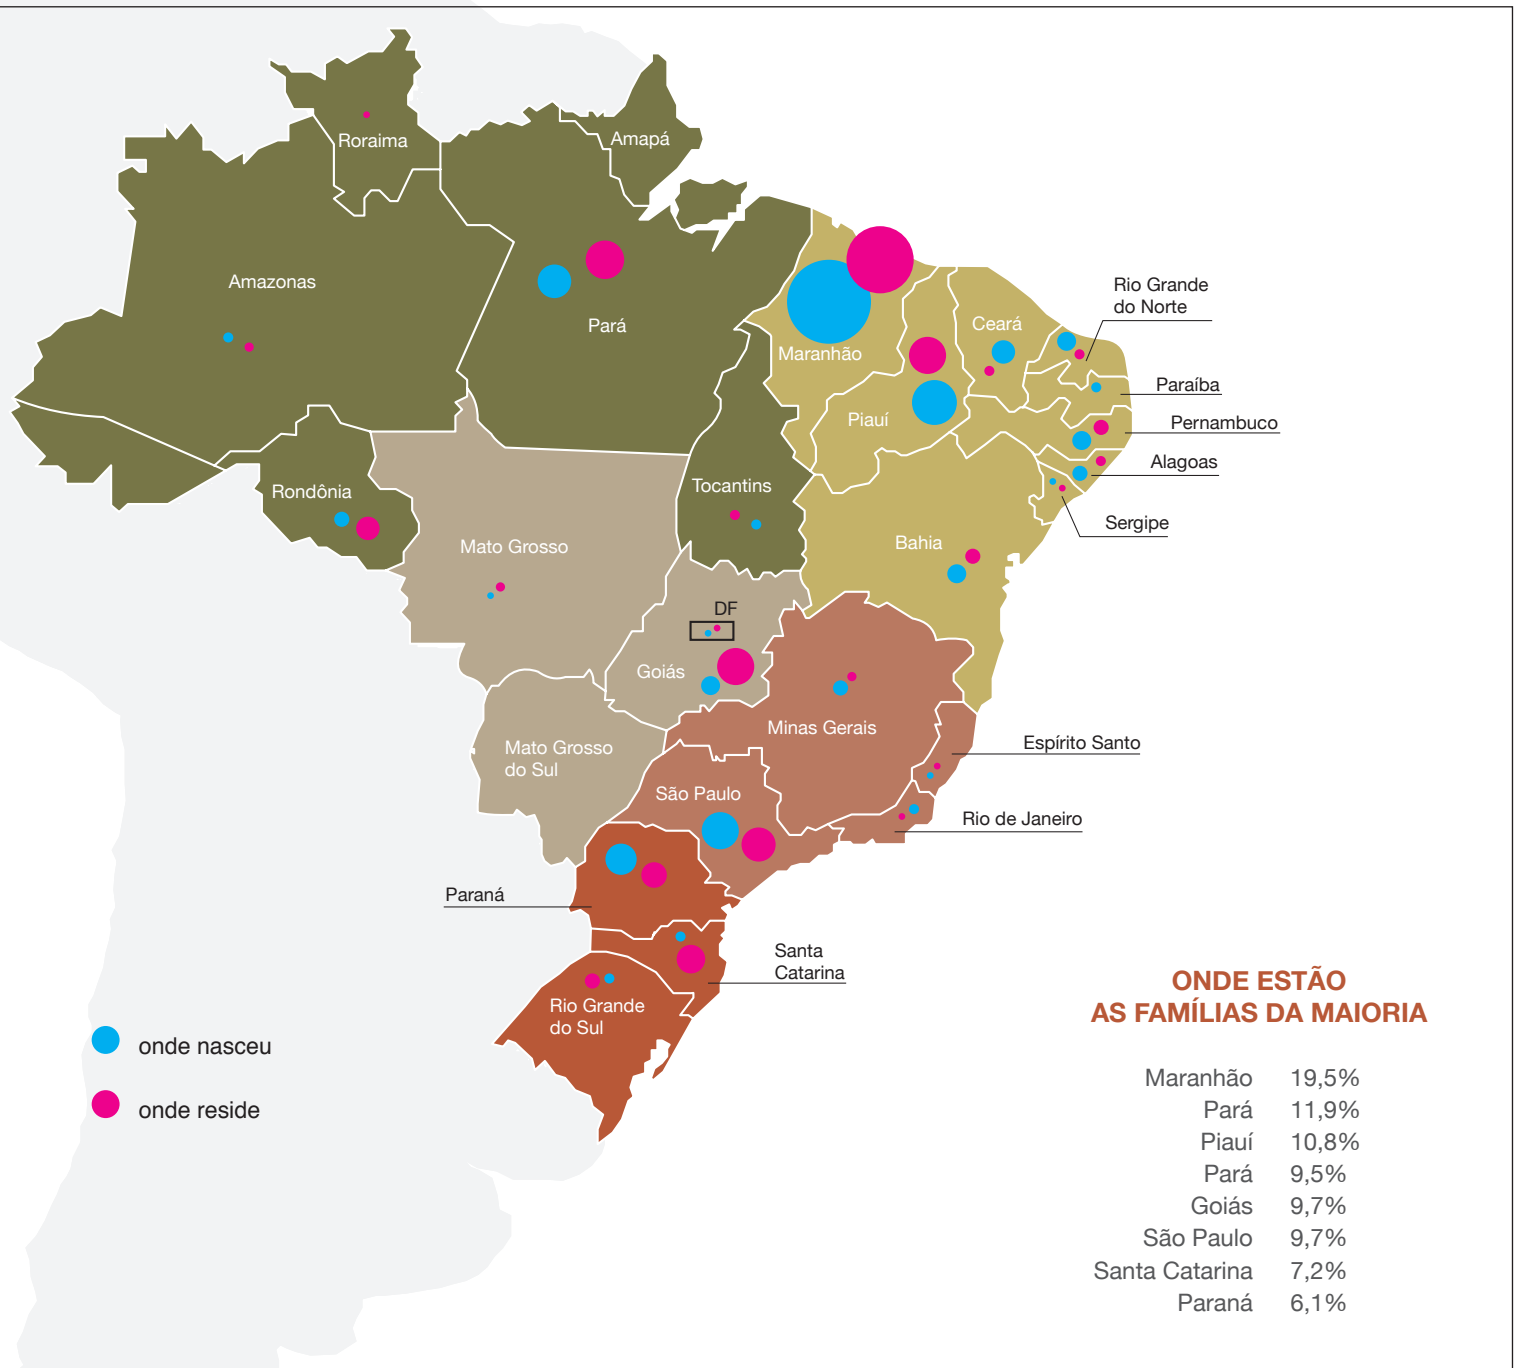 Roraima
Amapá
Amazonas
Pará
Maranhão
Ceará
Rio Grande
do Norte
Piauí
Paraíba
Pernambuco
Alagoas
Sergipe
Rondônia
Tocantins
Mato Grosso
Bahia
DF
Goiás
Minas Gerais
Mato Grosso
do Sul
Espírito Santo
São Paulo
Rio de Janeiro
Paraná
Santa
Catarina
Rio Grande
do Sul
onde nasceu
onde reside
ONDE ESTÃO
AS FAMÍLIAS DA MAIORIA
Maranhão 19,5%
Pará 11,9%
Piauí 10,8%
Pará 9,5%
Goiás 9,7%
São Paulo 9,7%
Santa Catarina 7,2%
Paraná 6,1%